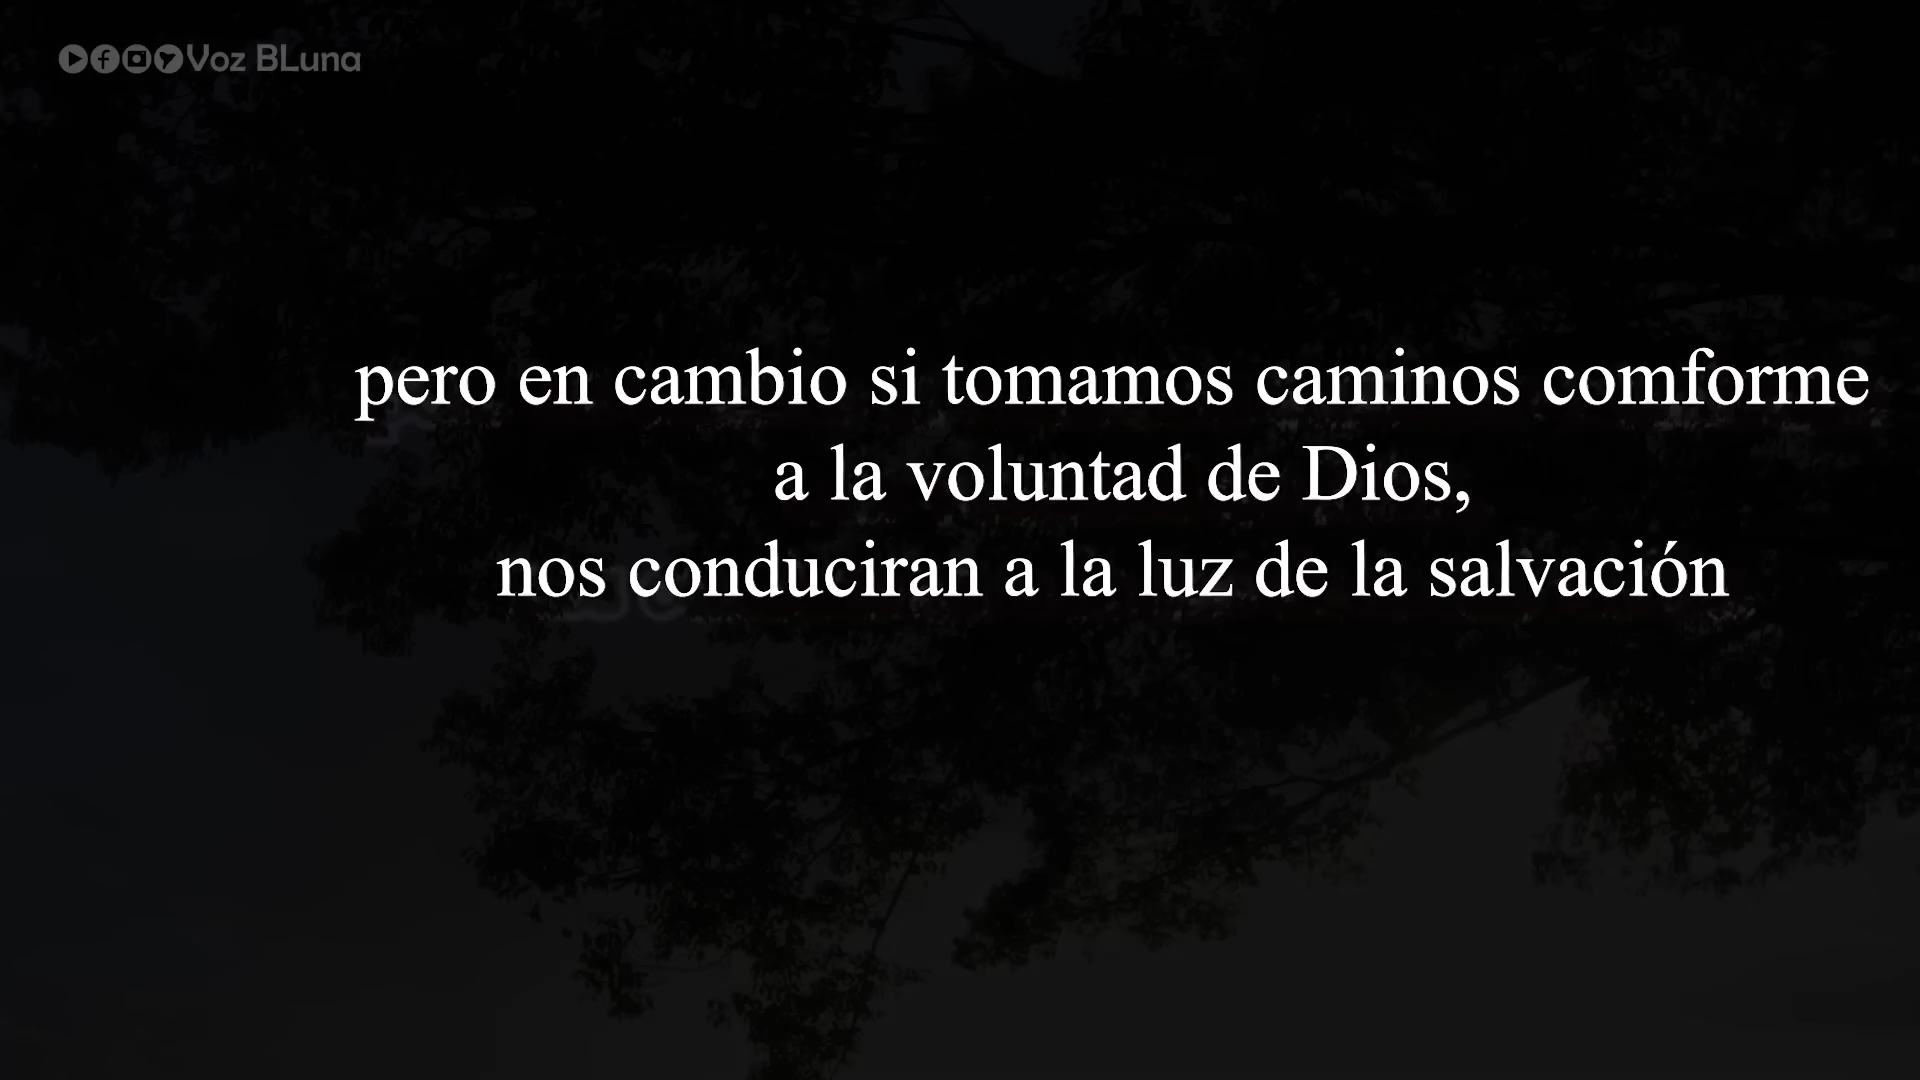 Voz BLuna
pero en cambio si tomamos caminos comforme
a la voluntad de Dios,
nos conduciran a la luz de la salvación